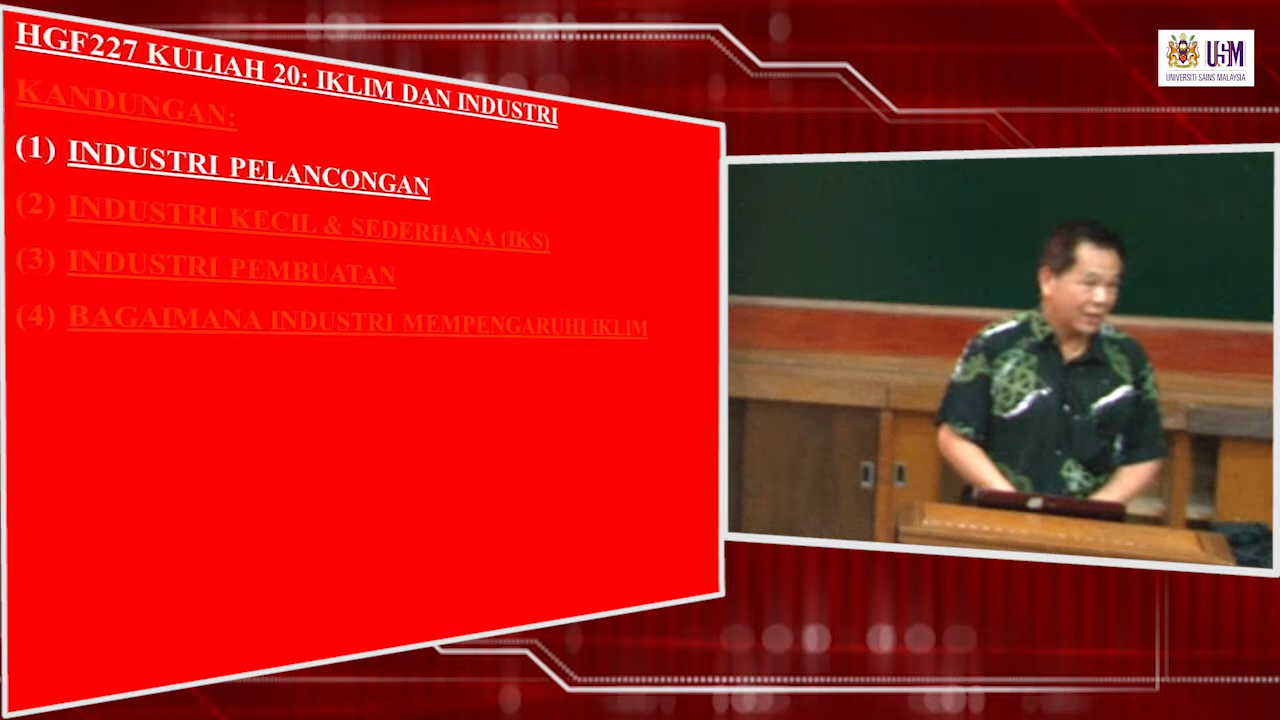 HGF227 KULIAH 20: IKLIM DAN INDUSTRI
KANDUNGAN:
(1) INDUSTRI PELANCONGAN
(2) INDUSTRI KECIL & SEDERHANA (IKS)
(3) INDUSTRI PEMBUATAN
(4) BAGAIMANA INDUSTRI MEMPENGARUHI IKLIM
USM
UNIVERSITI SAINS MALAYSIA